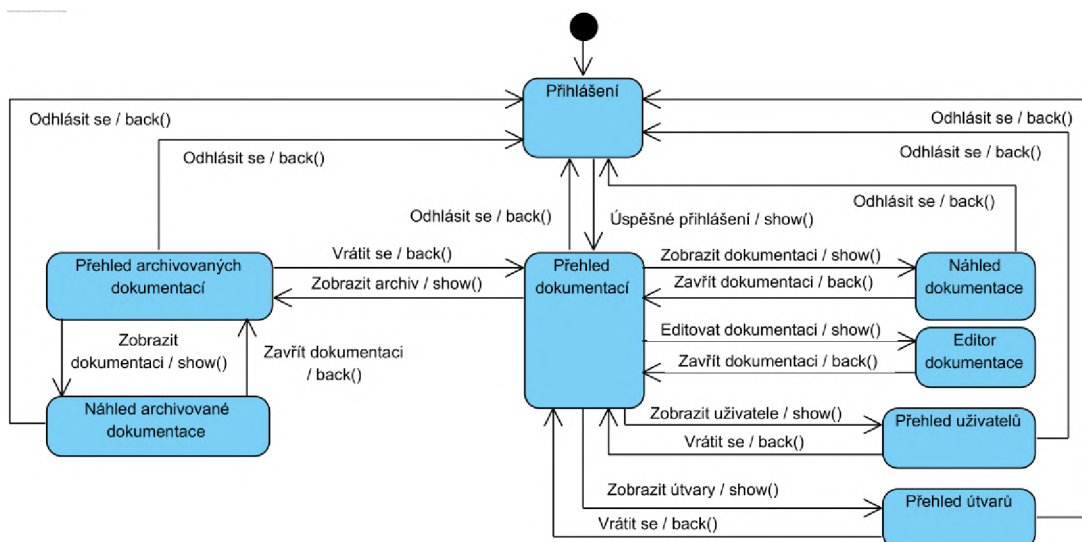 Přihlášení
Odhlásit se / back()
Odhlásit se / back()
Odhlásit se / back()
Odhlásit se / back()
Odhlásit se / back()
Odhlásit se / back()
Úspěšné přihlášení / show()
Přehled archivovaných
dokumentací
Vrátit se / back()
Zobrazit archiv / show()
Přehled
dokumentací
Zobrazit dokumentaci / show()
Zavřít dokumentaci / back()
Náhled
dokumentace
Editovat dokumentaci / show()
Zavřít dokumentaci / back()
Editor
dokumentace
Zobrazit
dokumentaci / show()
Zavřít dokumentaci
/ back()
Náhled archivované
dokumentace
Zobrazit uživatele / show()
Vrátit se / back()
Přehled uživatelů
Zobrazit útvary / show()
Vrátit se / back()
Přehled útvarů